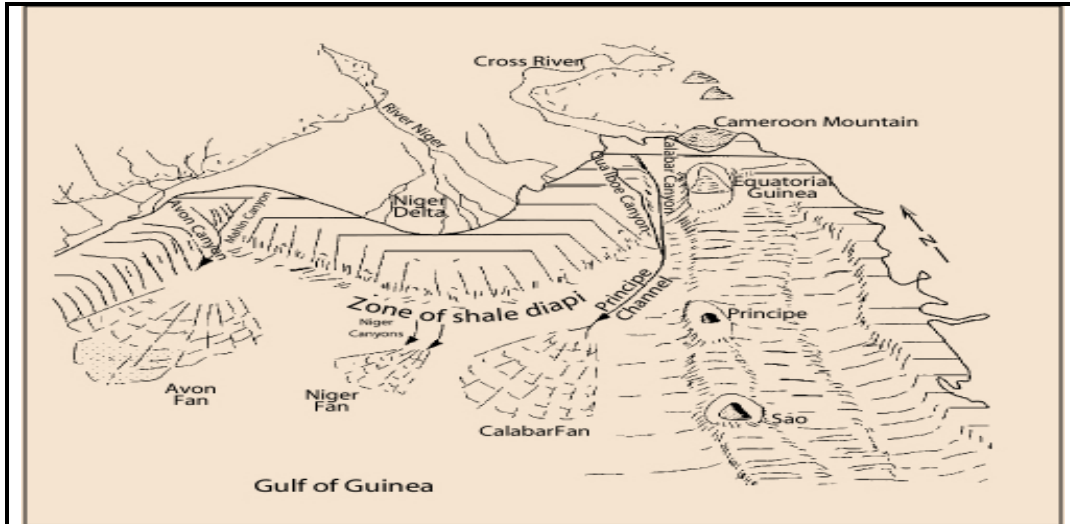 Cross River
River Niger
Cameroon Mountain
Calabar Canyon
Qua Iboe Canyon
Equatorial
Guinea
Niger
Delta
Avon Canyon
Mahin Canyon
N
Zone of shale diapi
Principe
Channel
Niger
Canyons
Principe
Avon
Fan
Niger
Fan
Sao
CalabarFan
Gulf of Guinea